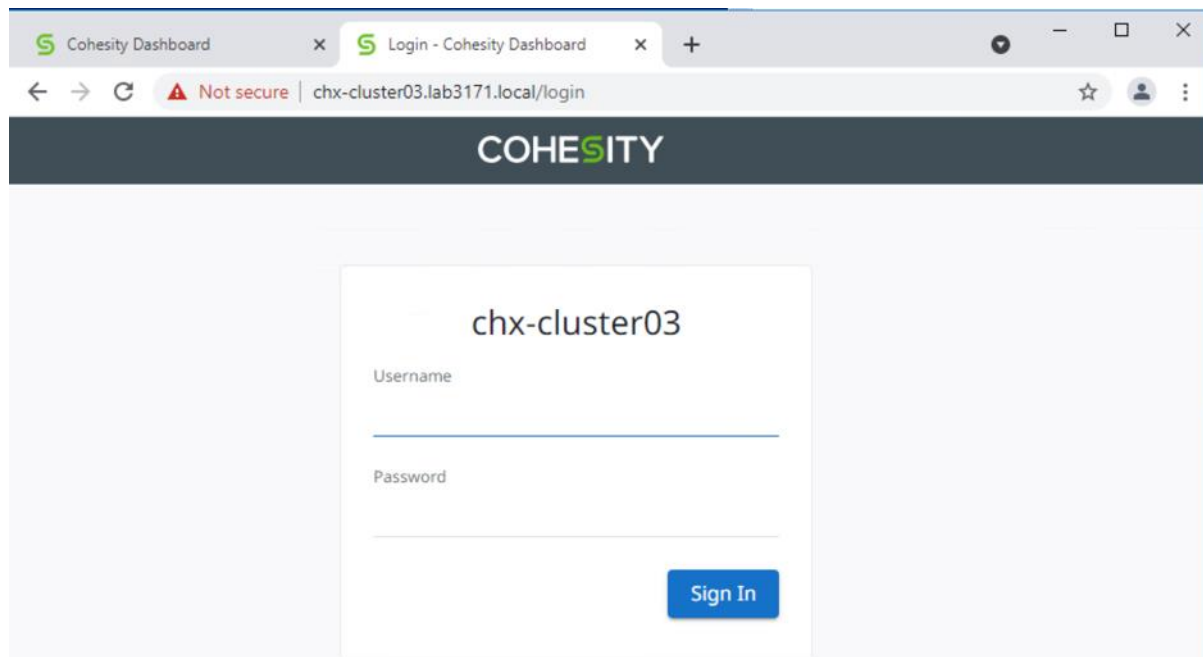 Cohesity Dashboard
Login - Cohesity Dashboard
Not secure | chx-cluster03.lab3171.local/login
COHESITY
chx-cluster03
Username
Password
Sign In